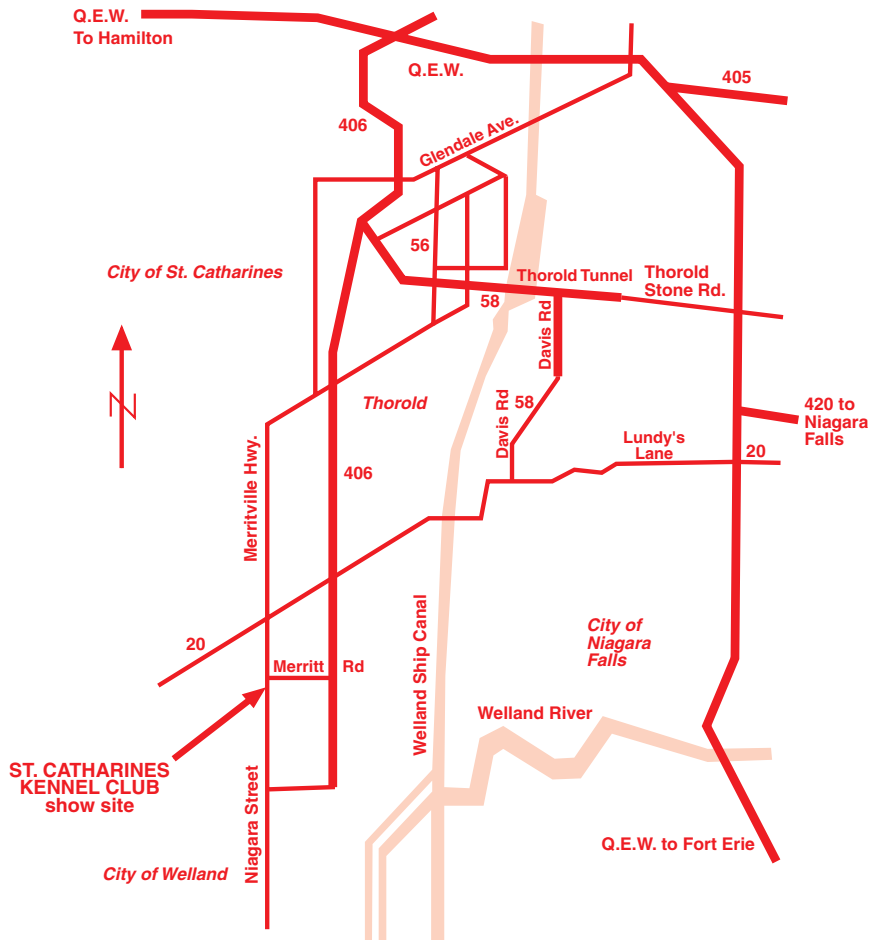 Q.E.W.
To Hamilton
Q.E.W.
405
406
Glendale Ave.
56
City of St. Catharines
Thorold Tunnel
Thorold
Stone Rd.
58
Davis Rd
Thorold
Davis Rd
58
420 to
Niagara
Falls
Lundy's
Lane
20
Merritville Hwy.
406
20
City of
Niagara
Falls
Merritt Rd
Welland Ship Canal
Welland River
ST. CATHARINES
KENNEL CLUB
show site
Niagara Street
Q.E.W. to Fort Erie
City of Welland
N